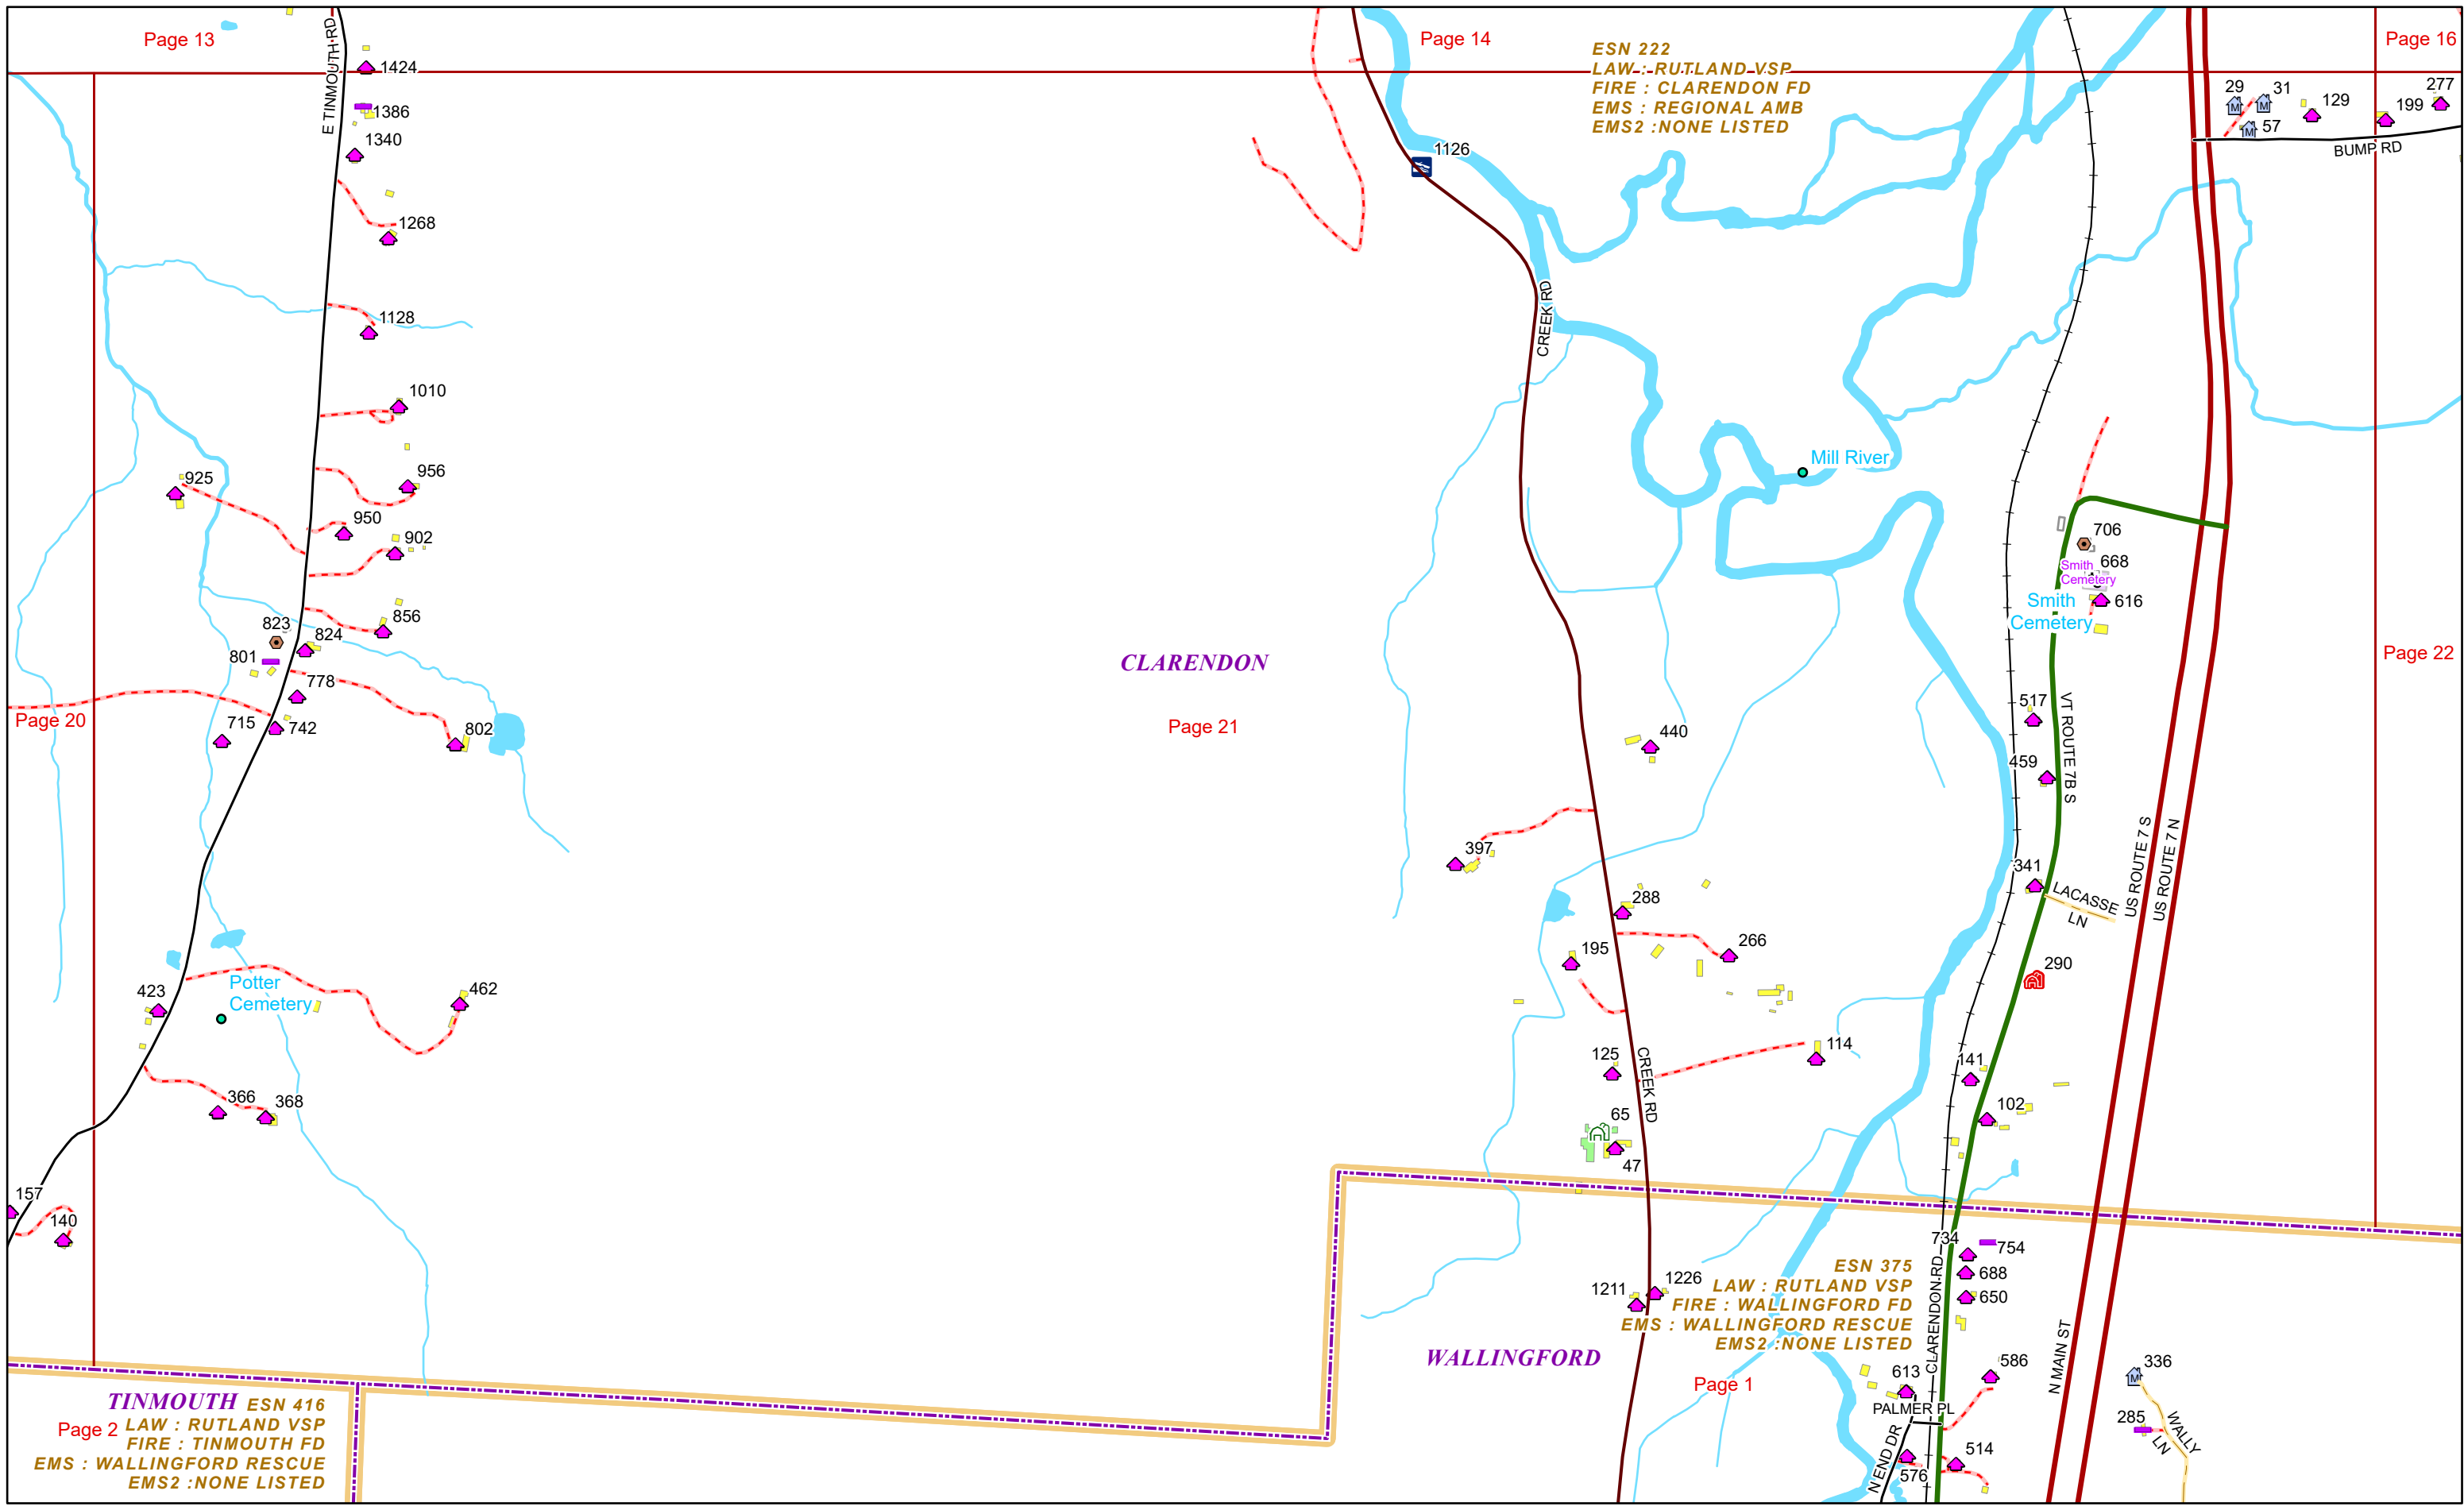 Page 13
E TINMOUTH RD
1424
1386
1340
1268
1128
1010
956
925
950
902
856
823
824
801
778
715
742
802
Page 20
Potter
Cemetery
423
462
366
368
157
140
TINMOUTH
Page 2
ESN 416
LAW : RUTLAND VSP
FIRE : TINMOUTH FD
EMS : WALLINGFORD RESCUE
EMS2 :NONE LISTED
CLARENDON
Page 21
Page 14
ESN 222
LAW : RUTLAND VSP
FIRE : CLARENDON FD
EMS : REGIONAL AMB
EMS2 :NONE LISTED
1126
CREEK RD
Mill River
440
397
288
266
195
125
114
CREEK RD
65
47
1211
1226
WALLINGFORD
Page 1
ESN 375
LAW : RUTLAND VSP
FIRE : WALLINGFORD FD
EMS : WALLINGFORD RESCUE
EMS2 :NONE LISTED
Page 16
29
31
57
129
199
277
BUMP RD
706
668
Smith
Cemetery
616
Smith
Cemetery
Page 22
517
VT ROUTE 7B S
459
341
LACASSE
LN
US ROUTE 7 S
US ROUTE 7 N
290
141
102
734
754
688
650
CLARENDON RD
613
586
PALMER PL
N END DR
576
514
N MAIN ST
336
285
WALLY
LN